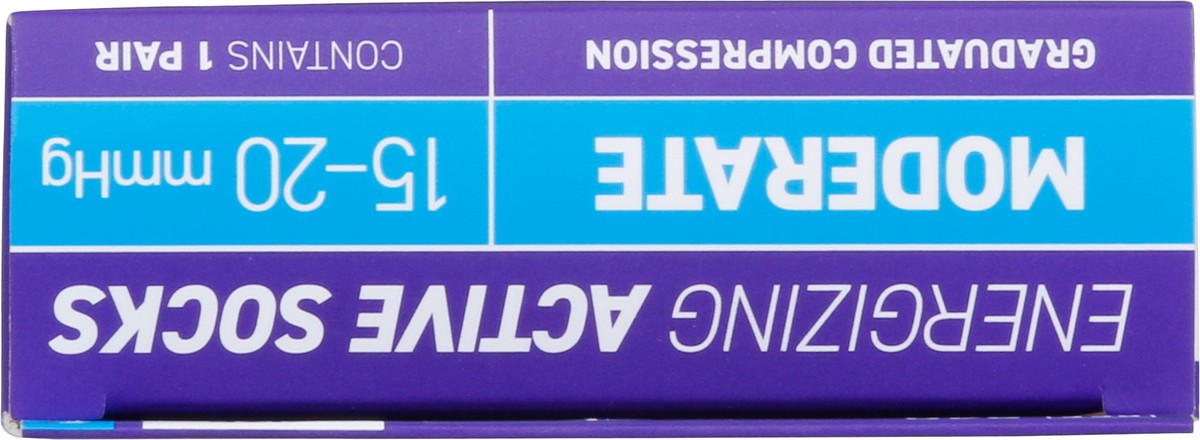 ENERGIZING ACTIVE SOCKS
MODERATE 15–20 mmHg
GRADUATED COMPRESSION CONTAINS 1 PAIR